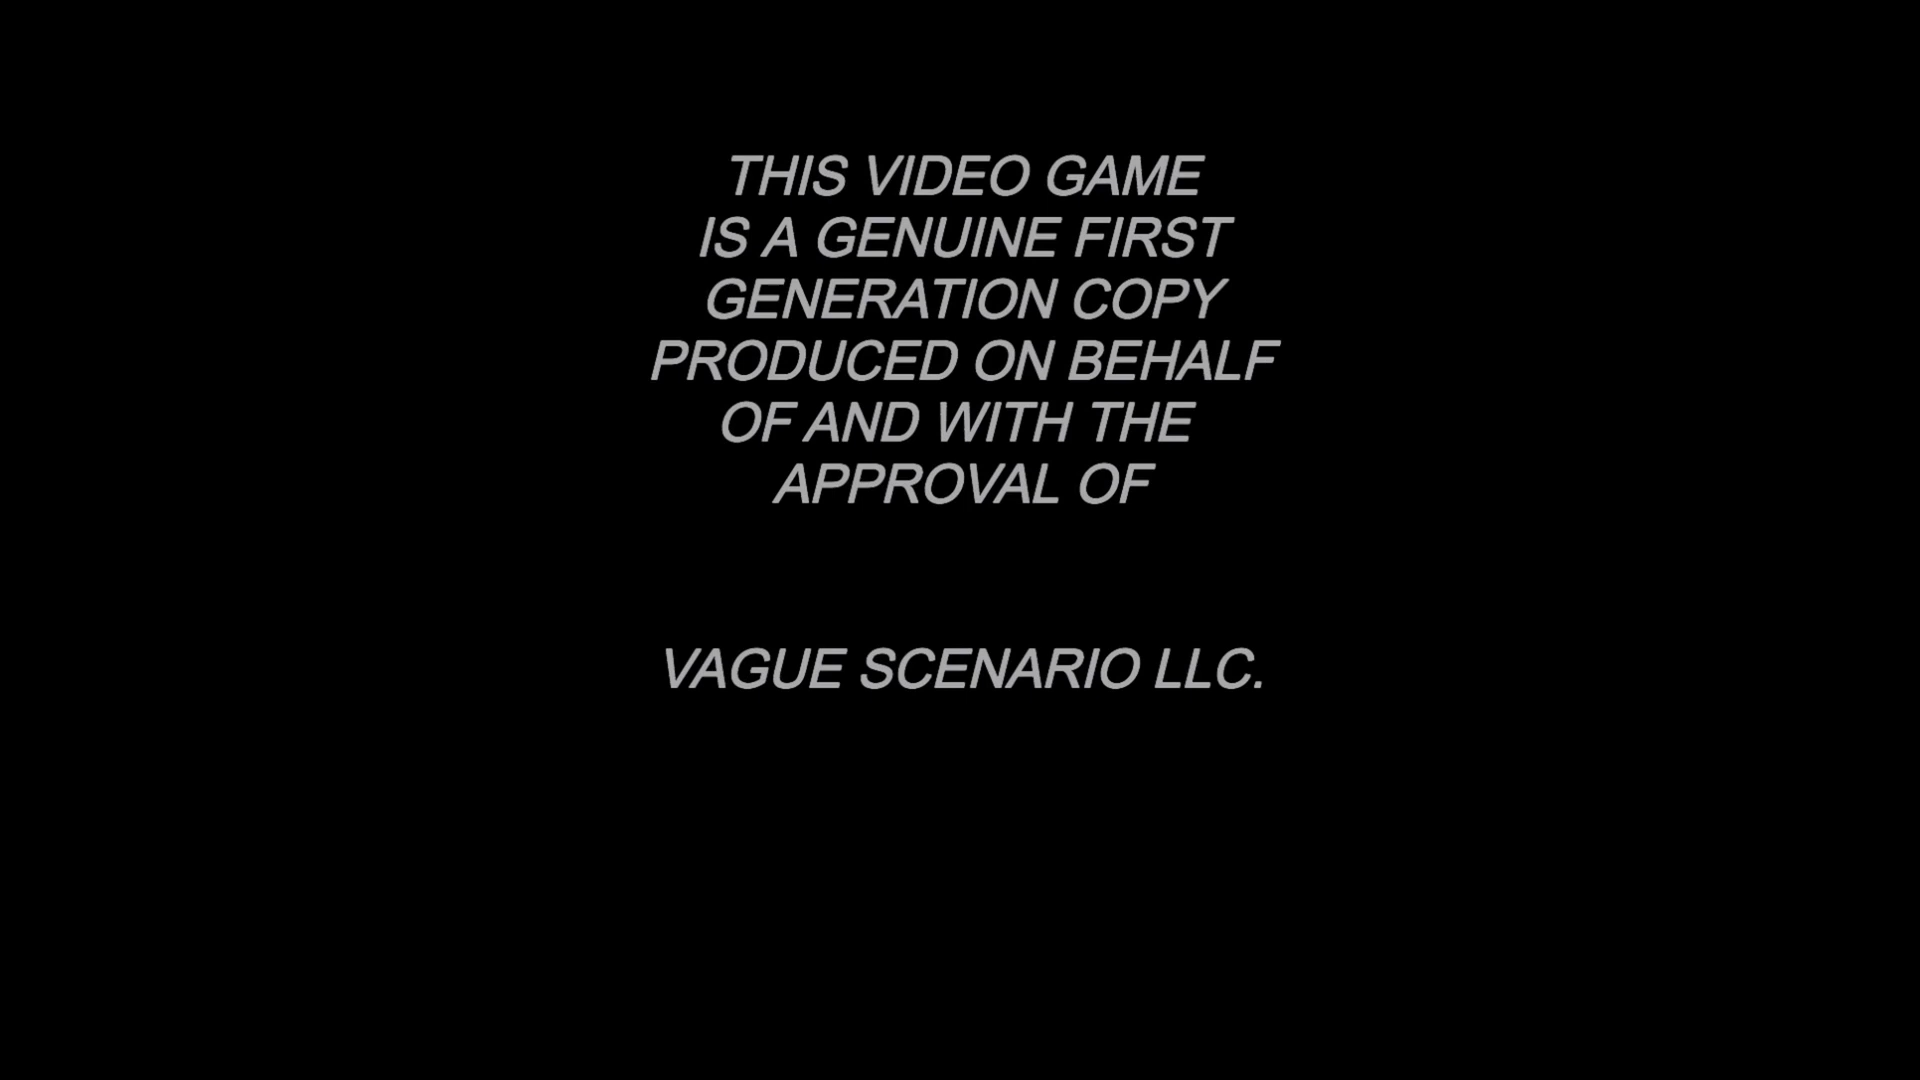 THIS VIDEO GAME
IS A GENUINE FIRST
GENERATION COPY
PRODUCED ON BEHALF
OF AND WITH THE
APPROVAL OF
VAGUE SCENARIO LLC.